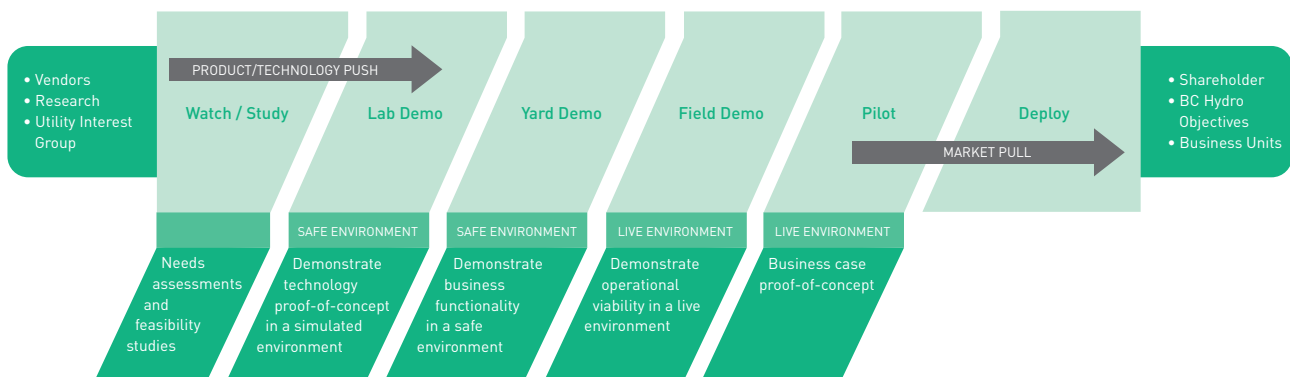 • Vendors
• Research
• Utility Interest
Group
PRODUCT/TECHNOLOGY PUSH
Watch / Study
Lab Demo
Yard Demo
Field Demo
Pilot
Deploy
MARKET PULL
• Shareholder
• BC Hydro
Objectives
• Business Units
SAFE ENVIRONMENT
SAFE ENVIRONMENT
LIVE ENVIRONMENT
LIVE ENVIRONMENT
Needs
assessments
and
feasibility
studies
Demonstrate
technology
proof-of-concept
in a simulated
environment
Demonstrate
business
functionality
in a safe
environment
Demonstrate
operational
viability in a live
environment
Business case
proof-of-concept